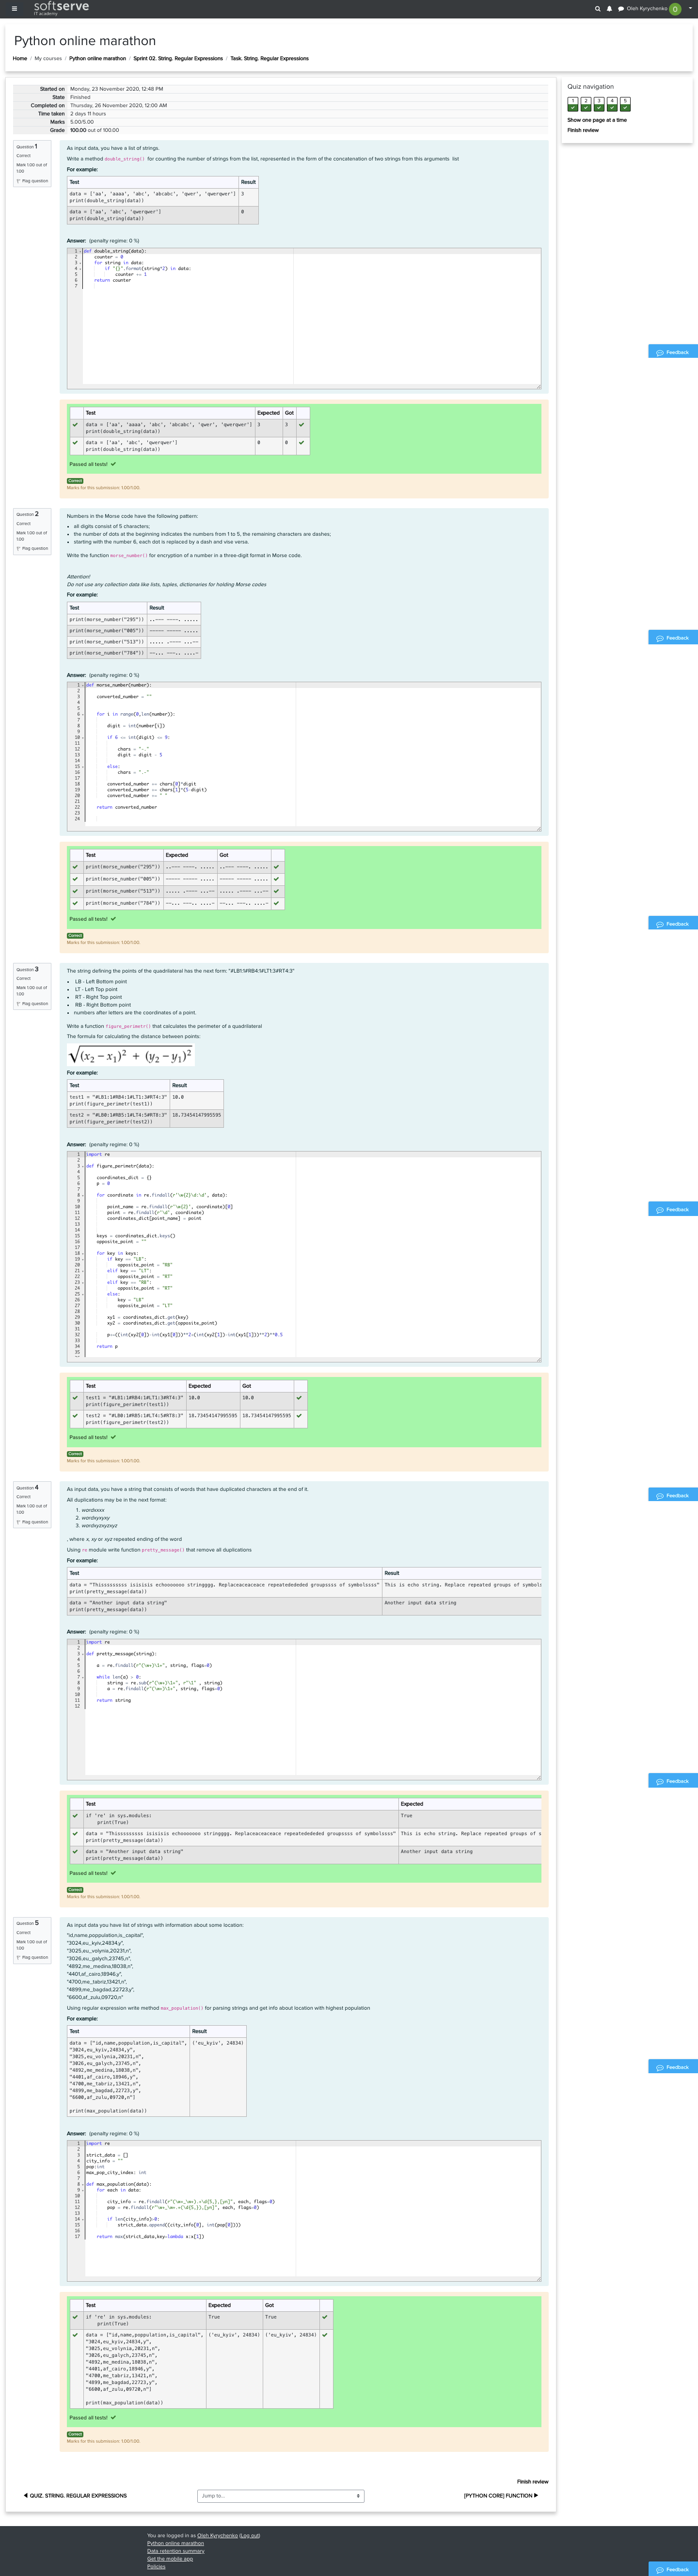 softserve
IT academy
Oleh Kyrychenko
Python online marathon
Home / My courses / Python online marathon / Sprint 02. String. Regular Expressions / Task. String. Regular Expressions
Started on Monday, 23 November 2020, 12:48 PM
State Finished
Completed on Thursday, 26 November 2020, 12:00 AM
Time taken 2 days 11 hours
Marks 5.00/5.00
Grade 100.00 out of 100.00
Quiz navigation
1 2 3 4 5
Show one page at a time
Finish review
Question 1
Correct
Mark 1.00 out of 1.00
Flag question
As input data, you have a list of strings.
Write a method double_string() for counting the number of strings from the list, represented in the form of the concatenation of two strings from this arguments list
For example:
Test Result
data = ['aa', 'aaaa', 'abc', 'abcabc', 'qwer', 'qwerqwer'] 3
print(double_string(data))
data = ['aa', 'abc', 'qwerqwer'] 0
print(double_string(data))
Answer: (penalty regime: 0 %)
1 def double_string(data):
2 counter = 0
3 for string in data:
4 if "{}".format(string*2) in data:
5 counter += 1
6 return counter
7
Feedback
Test Expected Got
data = ['aa', 'aaaa', 'abc', 'abcabc', 'qwer', 'qwerqwer'] 3 3
print(double_string(data))
data = ['aa', 'abc', 'qwerqwer'] 0 0
print(double_string(data))
Passed all tests!
Correct
Marks for this submission: 1.00/1.00.
Question 2
Correct
Mark 1.00 out of 1.00
Flag question
Numbers in the Morse code have the following pattern:
• all digits consist of 5 characters;
• the number of dots at the beginning indicates the numbers from 1 to 5, the remaining characters are dashes;
• starting with the number 6, each dot is replaced by a dash and vise versa.
Write the function morse_number() for encryption of a number in a three-digit format in Morse code.
Attention!
Do not use any collection data like lists, tuples, dictionaries for holding Morse codes
For example:
Test Result
print(morse_number("295")) ..--- ----. .....
print(morse_number("005")) ----- ----- .....
print(morse_number("513")) ..... .---- ...--
print(morse_number("784")) --... ---.. ....-
Feedback
Answer: (penalty regime: 0 %)
1 def morse_number(number):
2
3 converted_number = ""
4
5
6 for i in range(0,len(number)):
7
8 digit = int(number[i])
9
10 if 6 <= int(digit) <= 9:
11
12 chars = "-."
13 digit = digit - 5
14
15 else:
16 chars = ".-"
17
18 converted_number += chars[0]*digit
19 converted_number += chars[1]*(5-digit)
20 converted_number += " "
21
22 return converted_number
23
24
Test Expected Got
print(morse_number("295")) ..--- ----. ..... ..--- ----. .....
print(morse_number("005")) ----- ----- ..... ----- ----- .....
print(morse_number("513")) ..... .---- ...-- ..... .---- ...--
print(morse_number("784")) --... ---.. ....- --... ---.. ....-
Passed all tests!
Feedback
Correct
Marks for this submission: 1.00/1.00.
Question 3
Correct
Mark 1.00 out of 1.00
Flag question
The string defining the points of the quadrilateral has the next form: "#LB1:1#RB4:1#LT1:3#RT4:3"
• LB - Left Bottom point
• LT - Left Top point
• RT - Right Top point
• RB - Right Bottom point
• numbers after letters are the coordinates of a point.
Write a function figure_perimetr() that calculates the perimeter of a quadrilateral
The formula for calculating the distance between points:
√(x2 − x1)² + (y2 − y1)²
For example:
Test Result
test1 = "#LB1:1#RB4:1#LT1:3#RT4:3" 10.0
print(figure_perimetr(test1))
test2 = "#LB0:1#RB5:1#LT4:5#RT8:3" 18.73454147995595
print(figure_perimetr(test2))
Answer: (penalty regime: 0 %)
1 import re
2
3 def figure_perimetr(data):
4
5 coordinates_dict = {}
6 p = 0
7
8 for coordinate in re.findall(r'\w{2}\d:\d', data):
9
10 point_name = re.findall(r'\w{2}', coordinate)[0]
11 point = re.findall(r'\d', coordinate)
12 coordinates_dict[point_name] = point
13
14
15 keys = coordinates_dict.keys()
16 opposite_point = ""
17
18 for key in keys:
19 if key == "LB":
20 opposite_point = "RB"
21 elif key == "LT":
22 opposite_point = "RT"
23 elif key == "RB":
24 opposite_point = "RT"
25 else:
26 key = "LB"
27 opposite_point = "LT"
28
29 xy1 = coordinates_dict.get(key)
30 xy2 = coordinates_dict.get(opposite_point)
31
32 p+=((int(xy2[0])-int(xy1[0]))**2+(int(xy2[1])-int(xy1[1]))**2)**0.5
33
34 return p
35
Feedback
Test Expected Got
test1 = "#LB1:1#RB4:1#LT1:3#RT4:3" 10.0 10.0
print(figure_perimetr(test1))
test2 = "#LB0:1#RB5:1#LT4:5#RT8:3" 18.73454147995595 18.73454147995595
print(figure_perimetr(test2))
Passed all tests!
Correct
Marks for this submission: 1.00/1.00.
Question 4
Correct
Mark 1.00 out of 1.00
Flag question
As input data, you have a string that consists of words that have duplicated characters at the end of it.
Feedback
All duplications may be in the next format:
1. wordxxxx
2. wordxyxyxy
3. wordxyzxyzxyz
, where x, xy or xyz repeated ending of the word
Using re module write function pretty_message() that remove all duplications
For example:
Test Result
data = "Thisssssssss isisisis echooooooo stringggg. Replaceaceaceace repeatedededed groupssss of symbolssss" This is echo string. Replace repeated groups of symbols
print(pretty_message(data))
data = "Another input data string" Another input data string
print(pretty_message(data))
Answer: (penalty regime: 0 %)
1 import re
2
3 def pretty_message(string):
4
5 a = re.findall(r"(\w+)\1+", string, flags=0)
6
7 while len(a) > 0:
8 string = re.sub(r"(\w+)\1+", r"\1" , string)
9 a = re.findall(r"(\w+)\1+", string, flags=0)
10
11 return string
12
Feedback
Test Expected
if 're' in sys.modules: True
print(True)
data = "Thisssssssss isisisis echooooooo stringggg. Replaceaceaceace repeatedededed groupssss of symbolssss" This is echo string. Replace repeated groups of s
print(pretty_message(data))
data = "Another input data string" Another input data string
print(pretty_message(data))
Passed all tests!
Correct
Marks for this submission: 1.00/1.00.
Question 5
Correct
Mark 1.00 out of 1.00
Flag question
As input data you have list of strings with information about some location:
"id,name,poppulation,is_capital",
"3024,eu_kyiv,24834,y",
"3025,eu_volynia,20231,n",
"3026,eu_galych,23745,n",
"4892,me_medina,18038,n",
"4401,af_cairo,18946,y",
"4700,me_tabriz,13421,n",
"4899,me_bagdad,22723,y",
"6600,af_zulu,09720,n"
Using regular expression write method max_population() for parsing strings and get info about location with highest population
For example:
Test Result
data = ["id,name,poppulation,is_capital", ('eu_kyiv', 24834)
"3024,eu_kyiv,24834,y",
"3025,eu_volynia,20231,n",
"3026,eu_galych,23745,n",
"4892,me_medina,18038,n",
"4401,af_cairo,18946,y",
"4700,me_tabriz,13421,n",
"4899,me_bagdad,22723,y",
"6600,af_zulu,09720,n"]
print(max_population(data))
Feedback
Answer: (penalty regime: 0 %)
1 import re
2
3 strict_data = []
4 city_info = ""
5 pop:int
6 max_pop_city_index: int
7
8 def max_population(data):
9 for each in data:
10
11 city_info = re.findall(r"(\w+_\w+).+\d{5,},[yn]", each, flags=0)
12 pop = re.findall(r"\w+_\w+.+(\d{5,}),[yn]", each, flags=0)
13
14 if len(city_info)>0:
15 strict_data.append((city_info[0], int(pop[0])))
16
17 return max(strict_data,key=lambda x:x[1])
Test Expected Got
if 're' in sys.modules: True True
print(True)
data = ["id,name,poppulation,is_capital", ('eu_kyiv', 24834) ('eu_kyiv', 24834)
"3024,eu_kyiv,24834,y",
"3025,eu_volynia,20231,n",
"3026,eu_galych,23745,n",
"4892,me_medina,18038,n",
"4401,af_cairo,18946,y",
"4700,me_tabriz,13421,n",
"4899,me_bagdad,22723,y",
"6600,af_zulu,09720,n"]
print(max_population(data))
Passed all tests!
Correct
Marks for this submission: 1.00/1.00.
Finish review
QUIZ. STRING. REGULAR EXPRESSIONS
Jump to...
[PYTHON CORE] FUNCTION
You are logged in as Oleh Kyrychenko (Log out)
Python online marathon
Data retention summary
Get the mobile app
Policies
Feedback